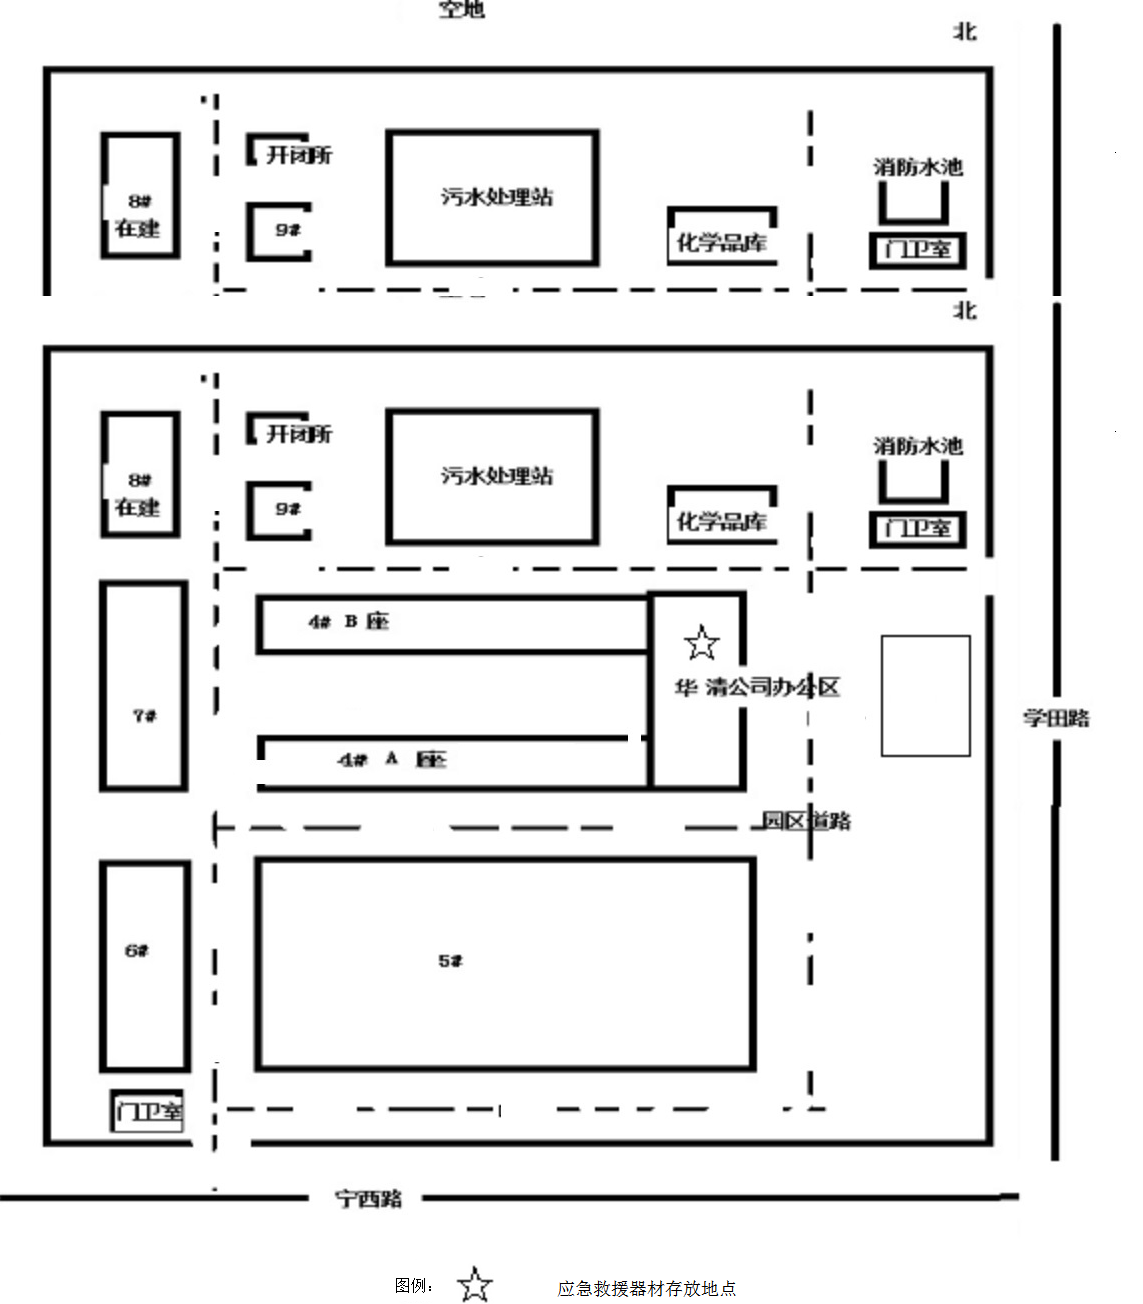 空地
北
开闭所
消防水池
8#
在建
9#
污水处理站
化学品库
门卫室
北
开闭所
消防水池
8#
在建
9#
污水处理站
化学品库
门卫室
4# B 座
华 清公司办公区
7#
学田路
4# A 座
园区道路
6#
5#
门卫室
宁西路
图例：
应急救援器材存放地点